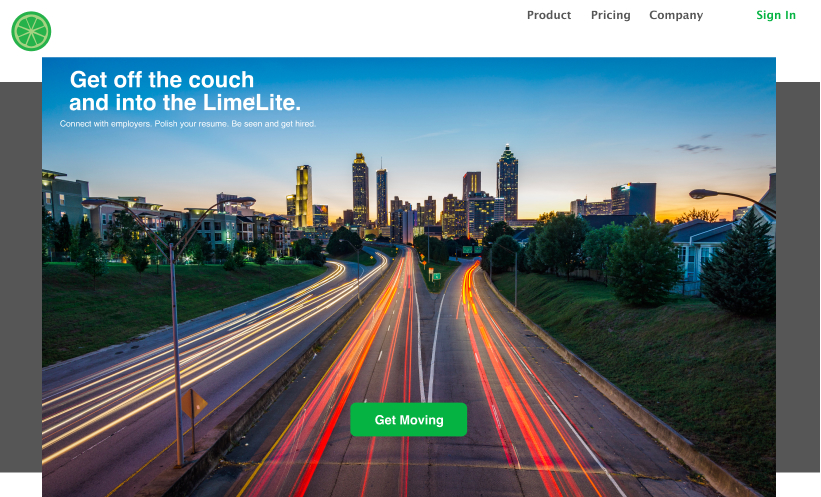 Product Pricing Company Sign In
Get off the couch
and into the LimeLite.
Connect with employers. Polish your resume. Be seen and get hired.
Get Moving